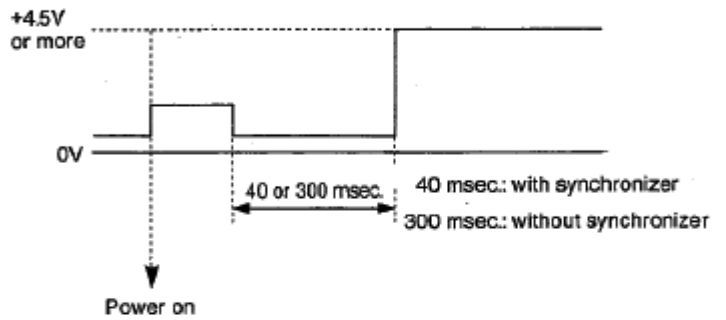 +4.5V
or more
0V
40 or 300 msec.
40 msec.: with synchronizer
300 msec.: without synchronizer
Power on